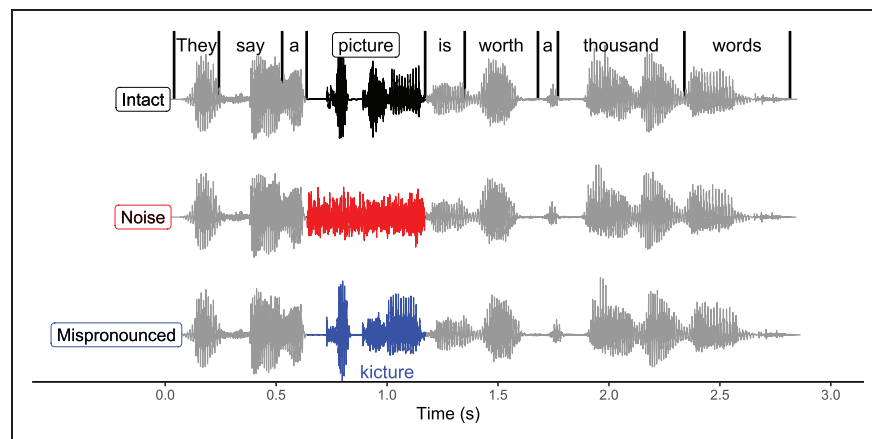 They say a picture is worth a thousand words
Intact
Noise
Mispronounced
kicture
0.0 0.5 1.0 1.5 2.0 2.5 3.0
Time (s)